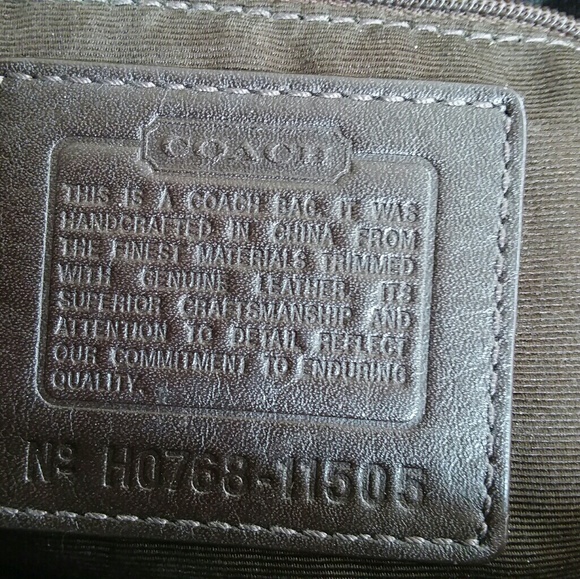 COACH
THIS IS A COACH BAG. IT WAS
HANDCRAFTED IN CHINA FROM
THE FINEST MATERIALS TRIMMED
WITH GENUINE LEATHER. ITS
SUPERIOR CRAFTSMANSHIP AND
ATTENTION TO DETAIL REFLECT
OUR COMMITMENT TO ENDURING
QUALITY.
Nº H0768-11505